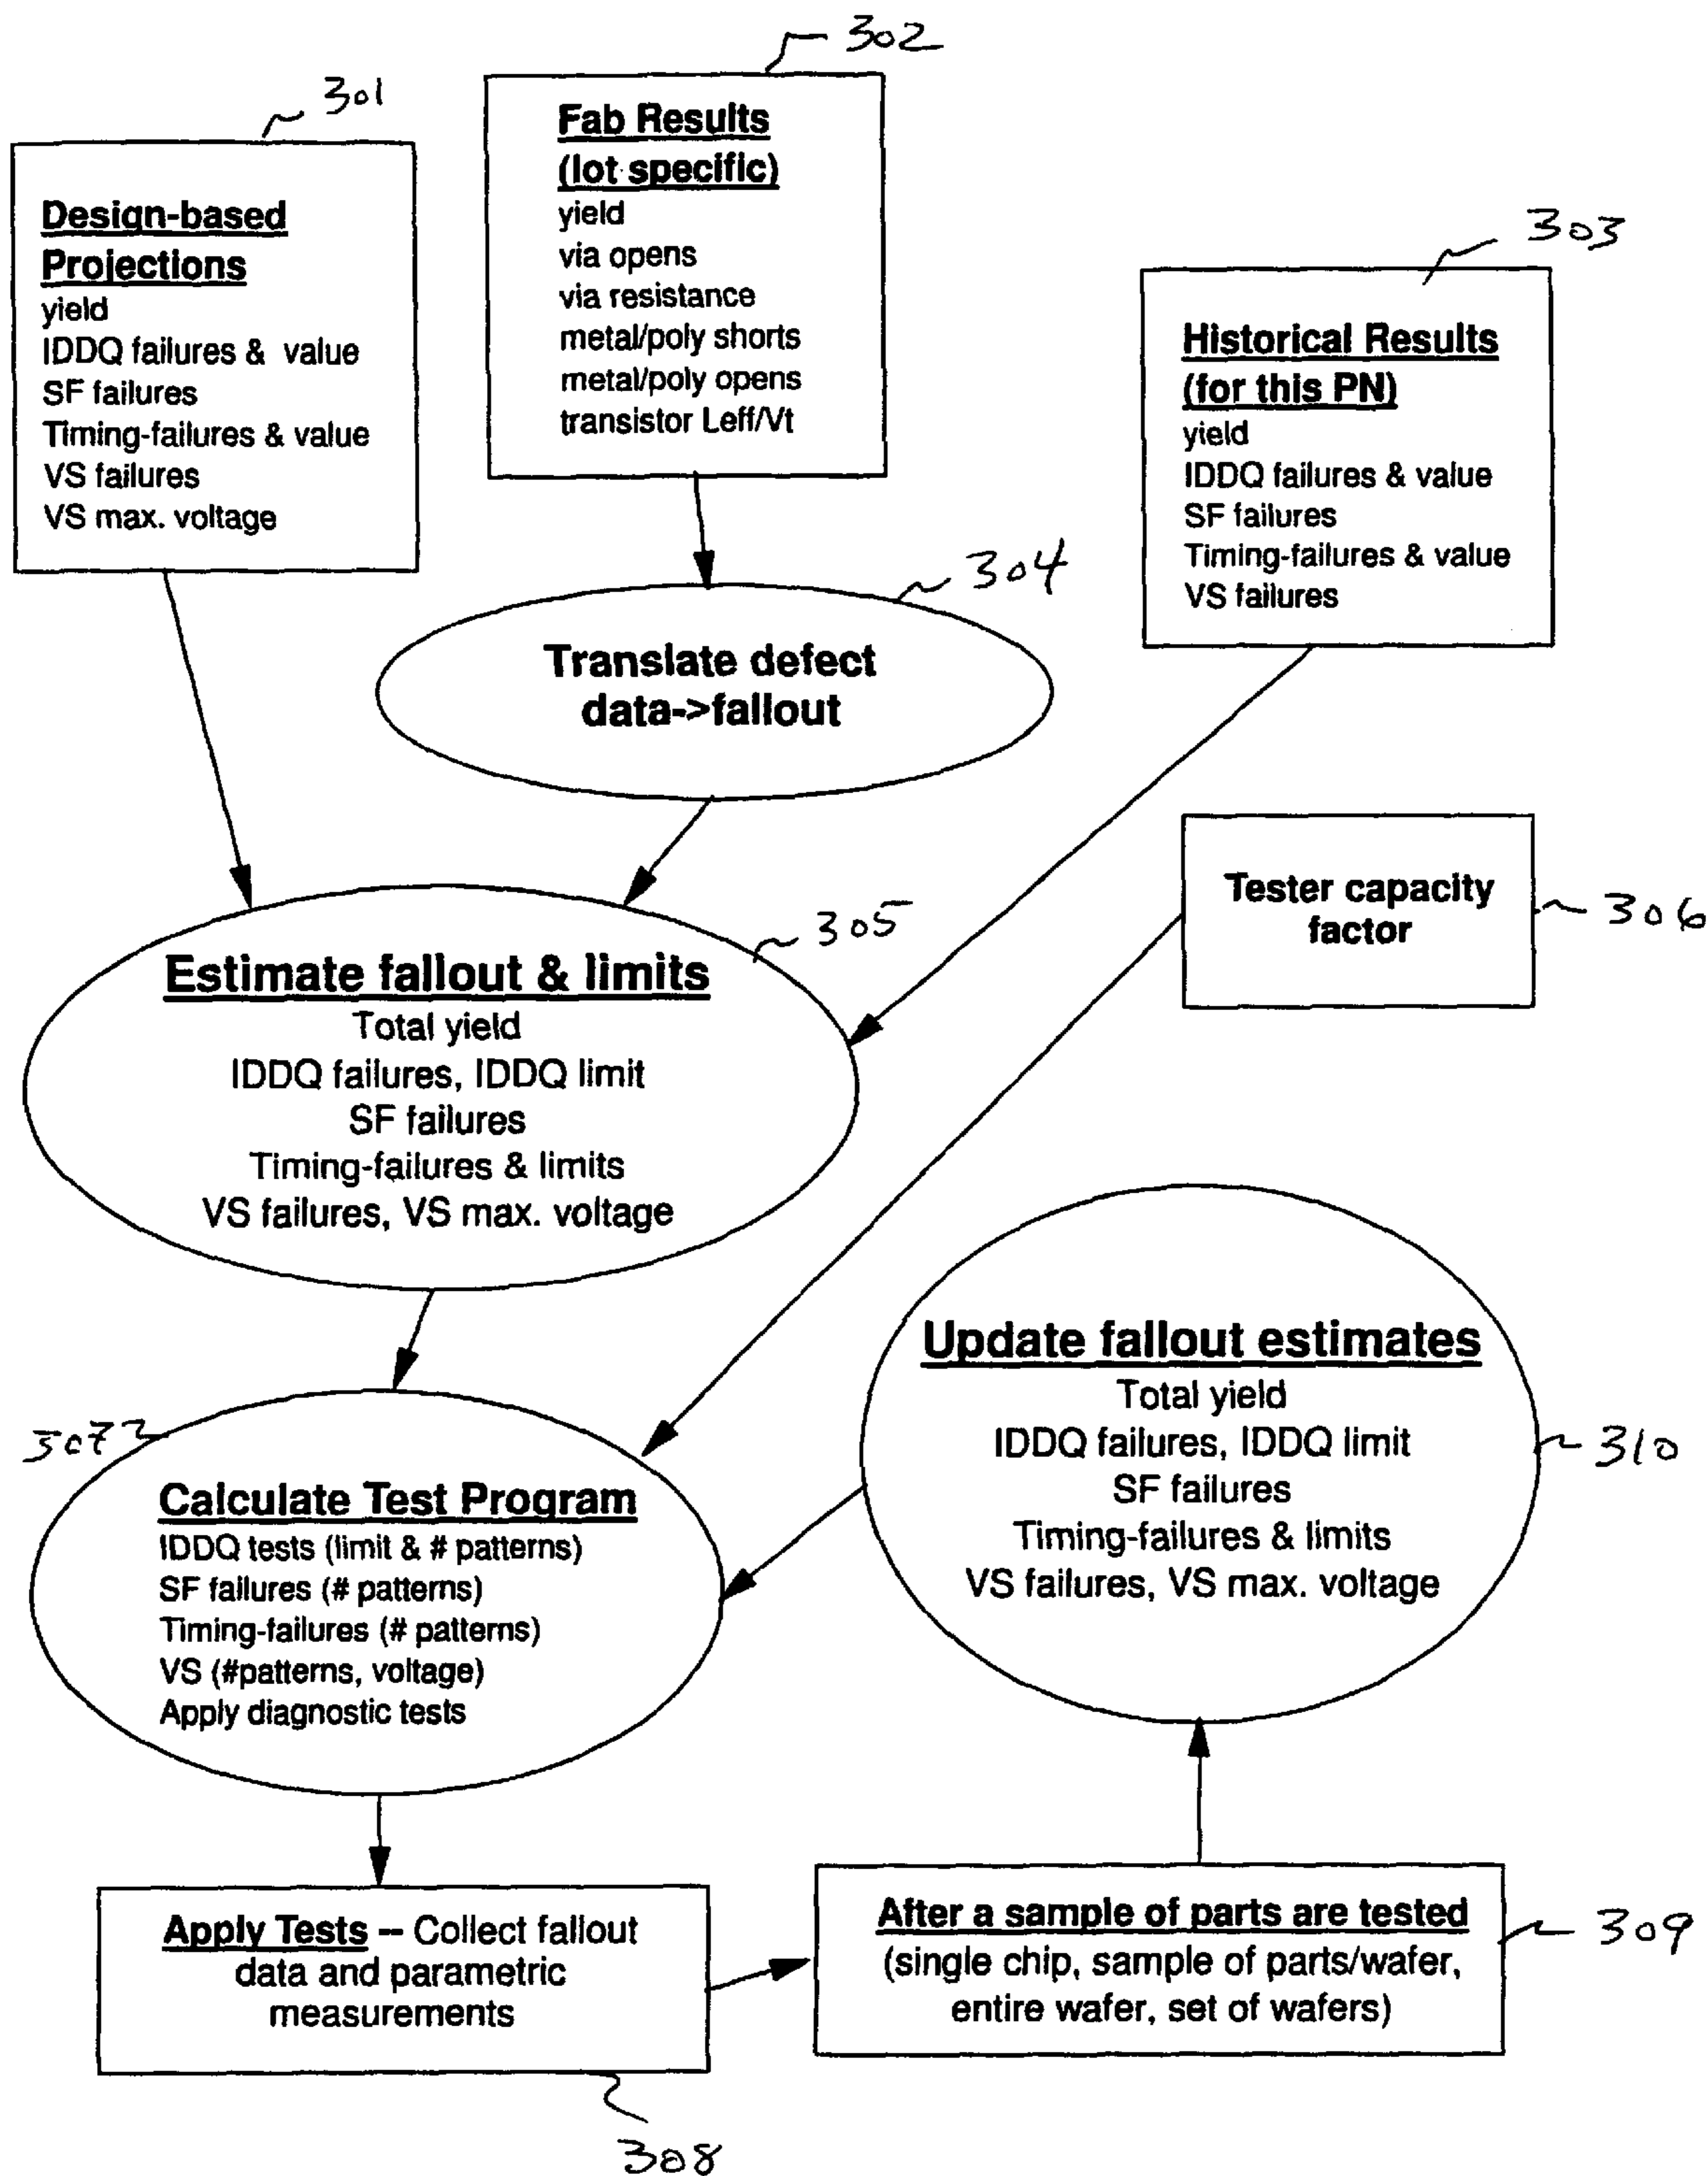 302
301
Fab Results
(lot specific)
yield
via opens
via resistance
metal/poly shorts
metal/poly opens
transistor Leff/Vt
Design-based
Projections
yield
IDDQ failures & value
SF failures
Timing-failures & value
VS failures
VS max. voltage
303
Historical Results
(for this PN)
yield
IDDQ failures & value
SF failures
Timing-failures & value
VS failures
304
Translate defect
data->fallout
Tester capacity
factor
306
305
Estimate fallout & limits
Total yield
IDDQ failures, IDDQ limit
SF failures
Timing-failures & limits
VS failures, VS max. voltage
307
Calculate Test Program
IDDQ tests (limit & # patterns)
SF failures (# patterns)
Timing-failures (# patterns)
VS (#patterns, voltage)
Apply diagnostic tests
Update fallout estimates
Total yield
IDDQ failures, IDDQ limit
SF failures
Timing-failures & limits
VS failures, VS max. voltage
310
Apply Tests -- Collect fallout
data and parametric
measurements
308
After a sample of parts are tested
(single chip, sample of parts/wafer,
entire wafer, set of wafers)
309